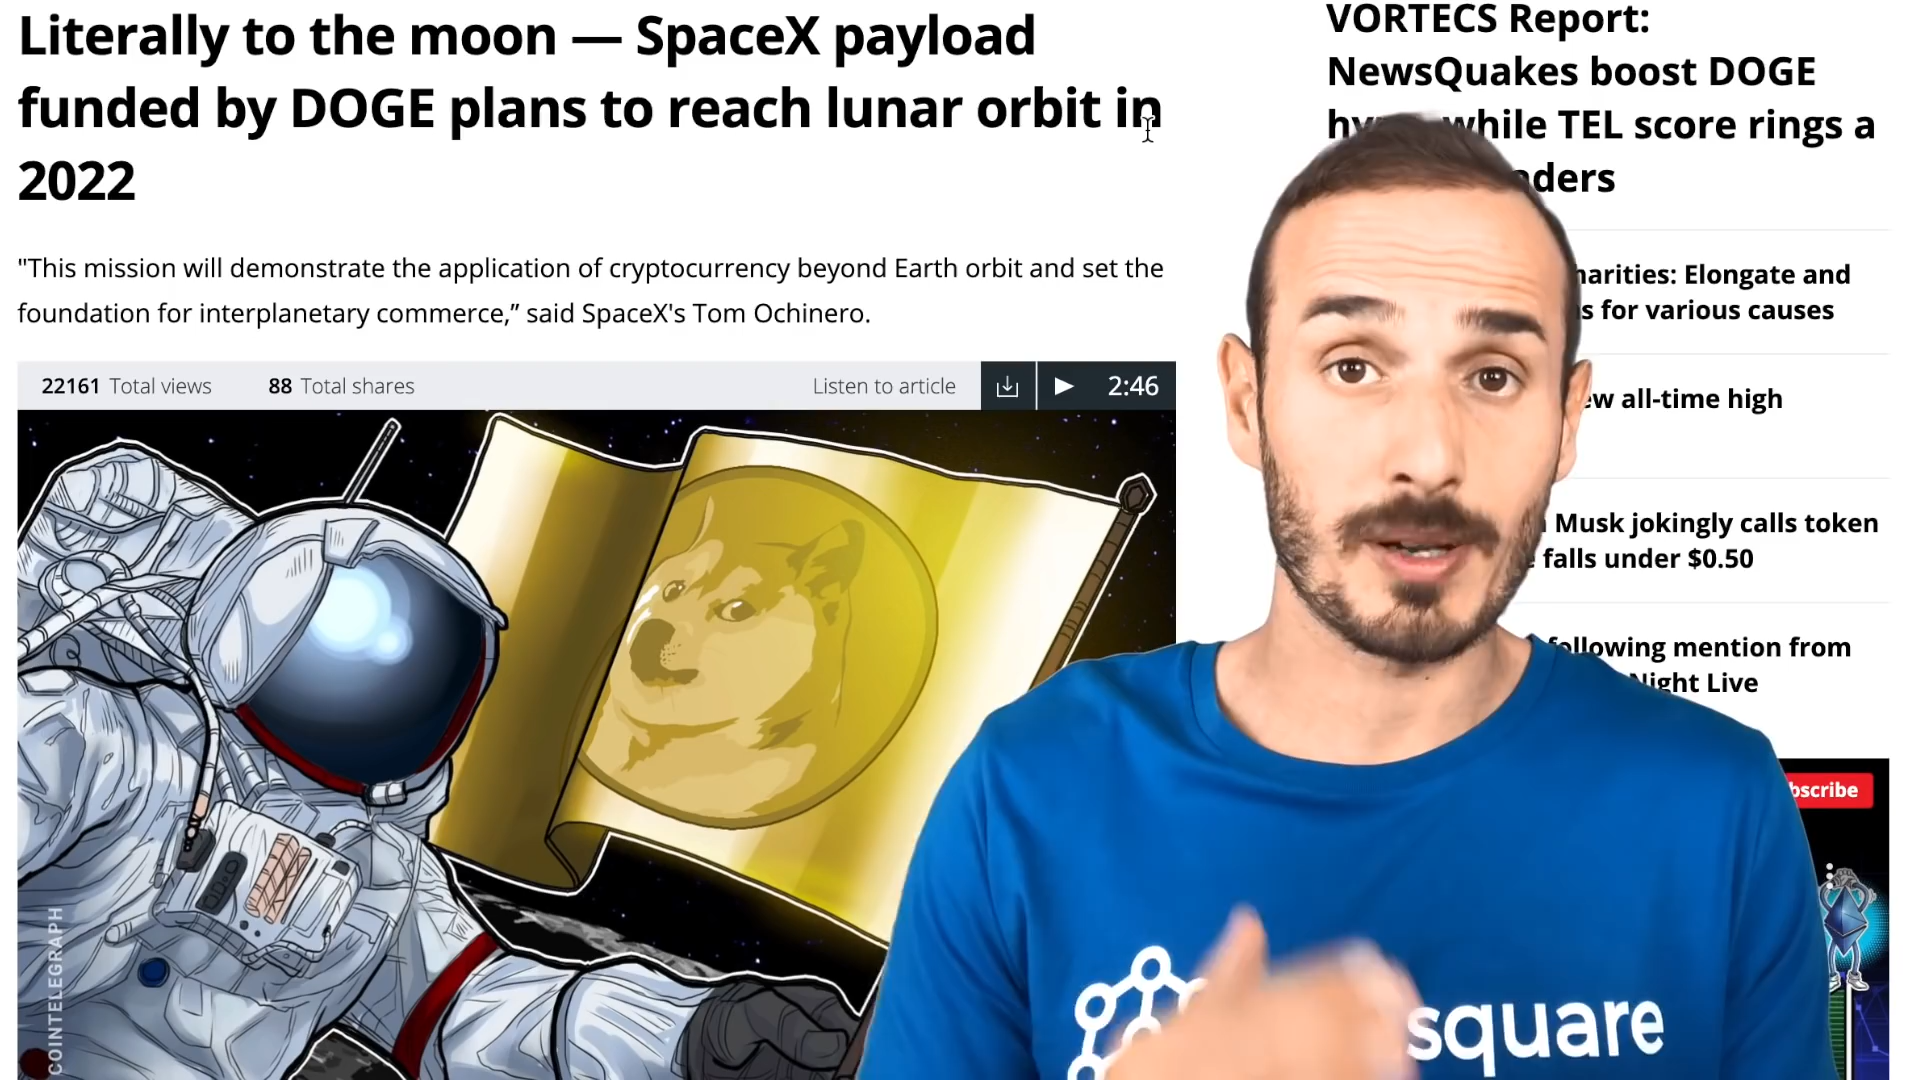 Literally to the moon — SpaceX payload
funded by DOGE plans to reach lunar orbit in
2022
"This mission will demonstrate the application of cryptocurrency beyond Earth orbit and set the
foundation for interplanetary commerce,” said SpaceX's Tom Ochinero.
22161 Total views 88 Total shares Listen to article 2:46
COINTELEGRAPH
VORTECS Report:
NewsQuakes boost DOGE
while TEL score rings a
Elongate and
for various causes
all-time high
Musk jokingly calls token
falls under $0.50
following mention from
Night Live
square